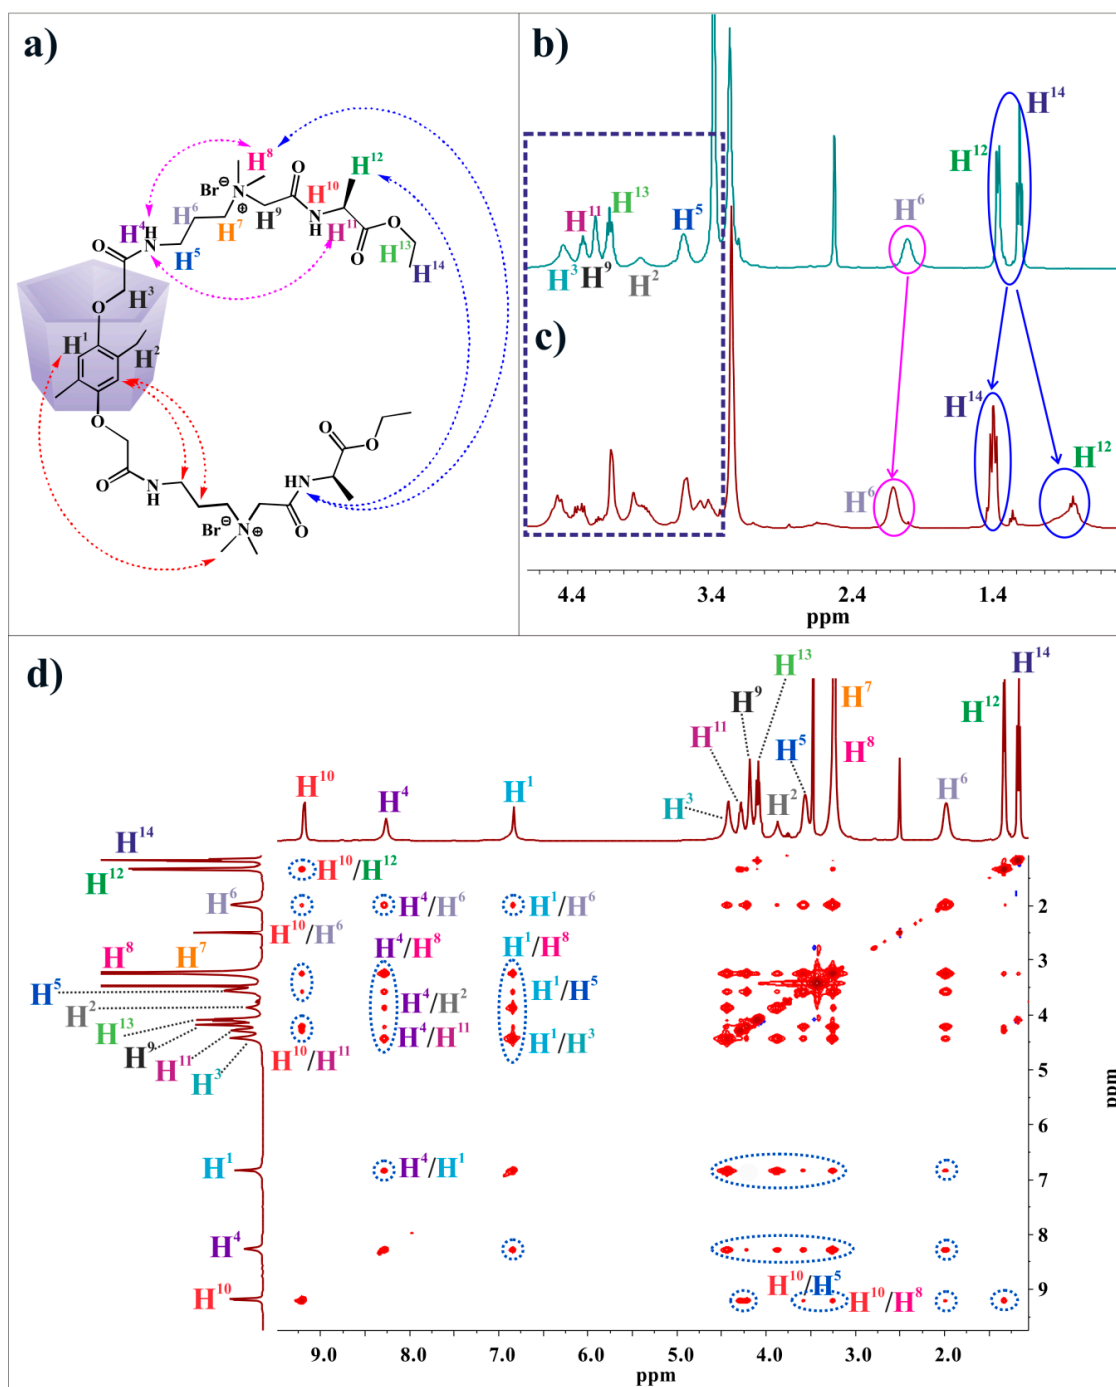 a)
H⁸
Br⊖
N
⊕
O
H¹⁰
H¹²
H⁶
H⁴
H
N
H⁷
H⁹
N
H
H¹¹
O
O
H¹³
H¹⁴
O
H⁵
H³
O
H¹
H²
O
O
N
H
O
O
H
N
O
Br⊖
N
⊕
O
b)
H¹⁴
H¹²
H¹³
H¹¹
H⁵
H⁶
H³
H⁹
H²
c)
H¹⁴
H¹²
H⁶
4.4 3.4 2.4 1.4
ppm
d)
H¹³
H¹⁴
H⁹
H⁷
H¹²
H¹¹
H⁵
H⁸
H¹⁰
H⁴
H¹
H³
H²
H⁶
H¹⁴
H¹⁰/H¹²
H¹²
H⁶
H⁴/H⁶
H¹/H⁶
2
H¹⁰/H⁶
H⁸
H⁷
H⁴/H⁸
H¹/H⁸
3
H⁵
H⁴/H²
H¹/H⁵
H²
H¹³
4
H⁹
H⁴/H¹¹
H¹/H³
H¹¹
H¹⁰/H¹¹
H³
5
ppm
6
H¹
H⁴/H¹
7
H⁴
8
H¹⁰
H¹⁰/H⁵
H¹⁰/H⁸
9
9.0 8.0 7.0 6.0 5.0 4.0 3.0 2.0
ppm